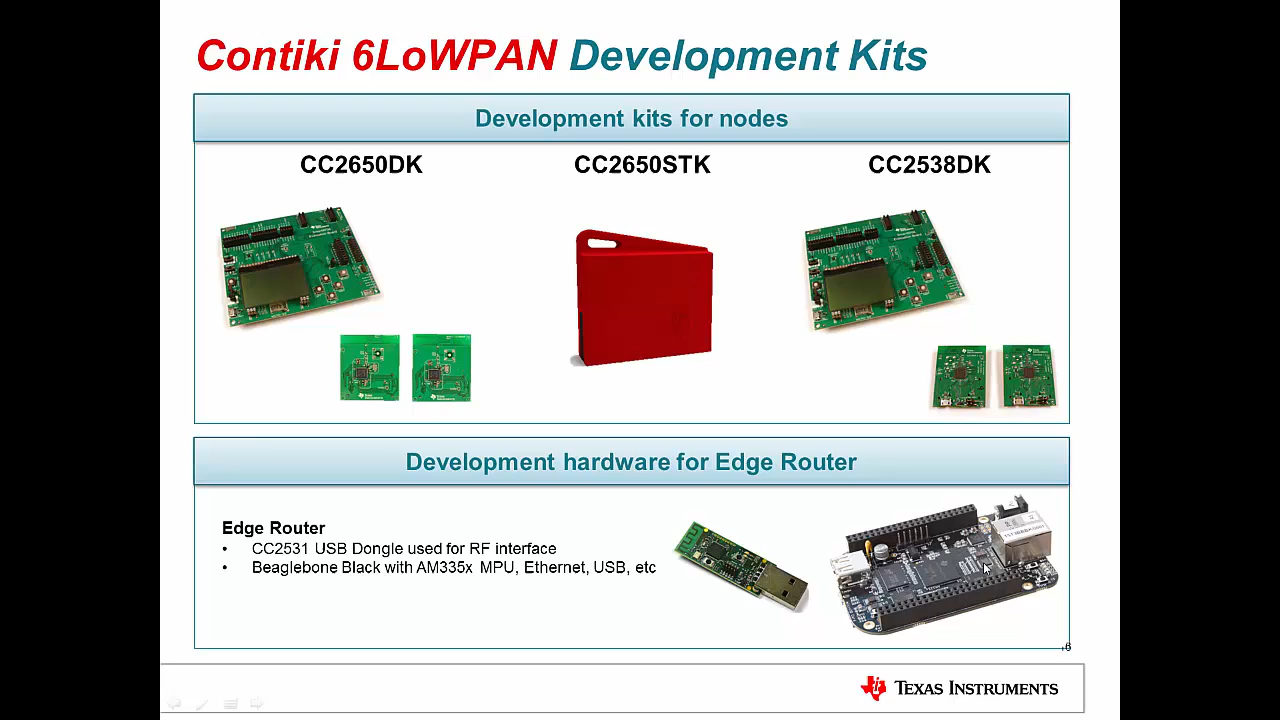 Contiki 6LoWPAN Development Kits
Development kits for nodes
CC2650DK
CC2650STK
CC2538DK
Development hardware for Edge Router
Edge Router
• CC2531 USB Dongle used for RF interface
• Beaglebone Black with AM335x MPU, Ethernet, USB, etc
6
TEXAS INSTRUMENTS